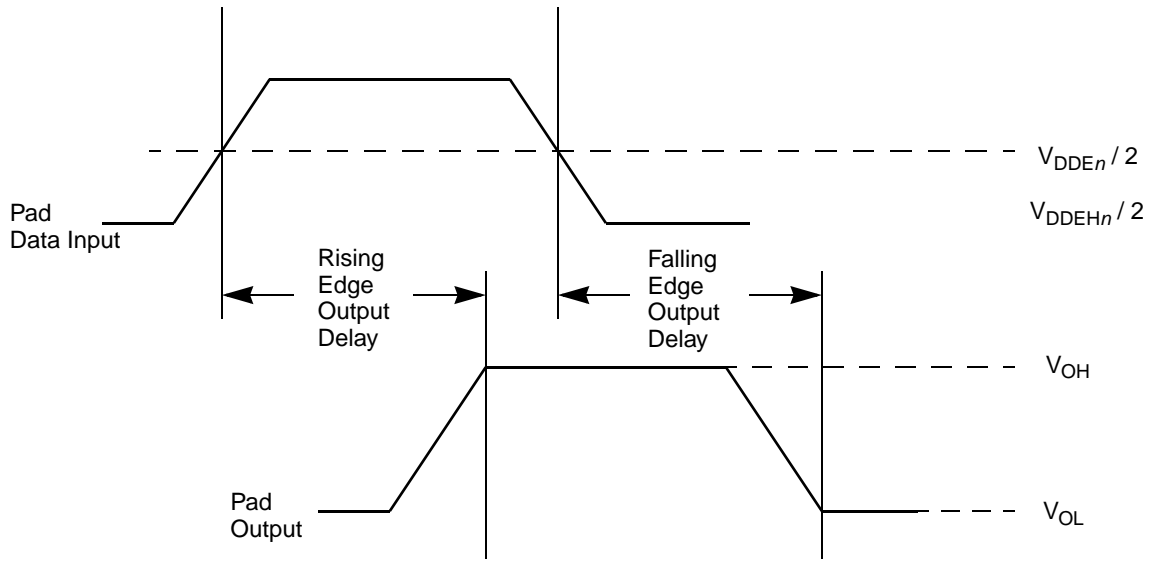 V_DDEn / 2
Pad
Data Input
V_DDEHn / 2
Rising
Edge
Output
Delay
Falling
Edge
Output
Delay
V_OH
Pad
Output
V_OL